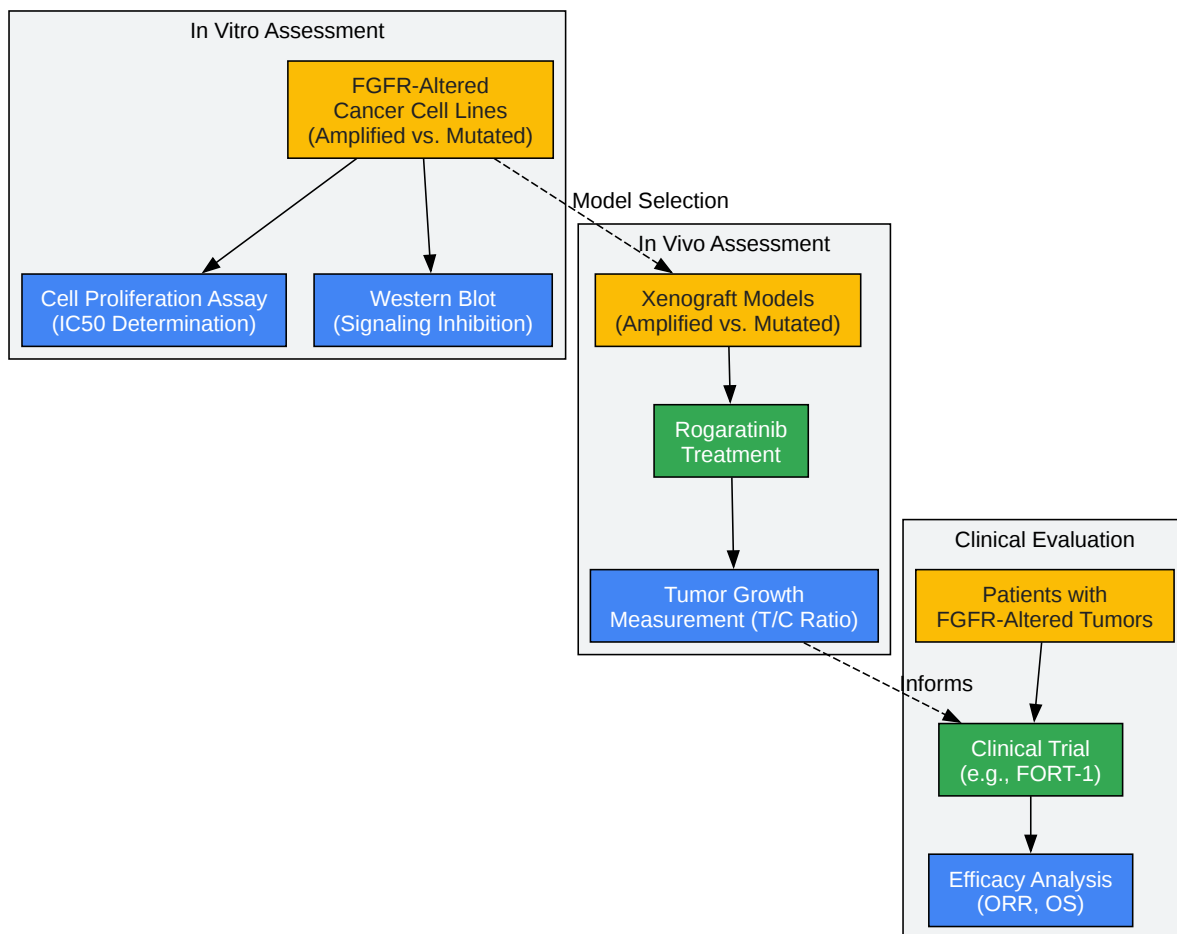 In Vitro Assessment
FGFR-Altered
Cancer Cell Lines
(Amplified vs. Mutated)
Model Selection
Cell Proliferation Assay
(IC50 Determination)
Western Blot
(Signaling Inhibition)
In Vivo Assessment
Xenograft Models
(Amplified vs. Mutated)
Rogaratinib
Treatment
Tumor Growth
Measurement (T/C Ratio)
Informs
Clinical Evaluation
Patients with
FGFR-Altered Tumors
Clinical Trial
(e.g., FORT-1)
Efficacy Analysis
(ORR, OS)